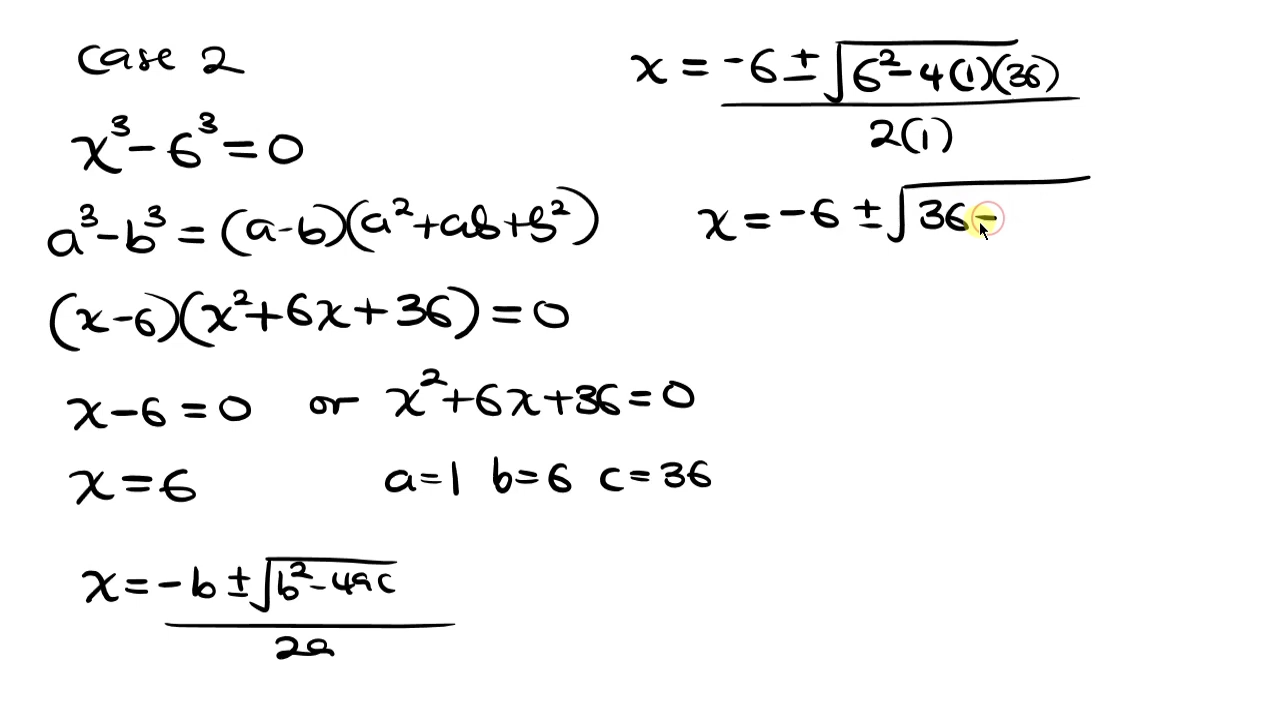 Case 2
x³ - 6³ = 0
a³ - b³ = (a-b)(a²+ab+b²)
(x-6)(x²+6x+36) = 0
x-6 = 0 or x²+6x+36 = 0
x = 6 a=1 b=6 c=36
x = -b ± √b²-4ac
2a
x = -6 ± √6²-4(1)(36)
2(1)
x = -6 ± √36-